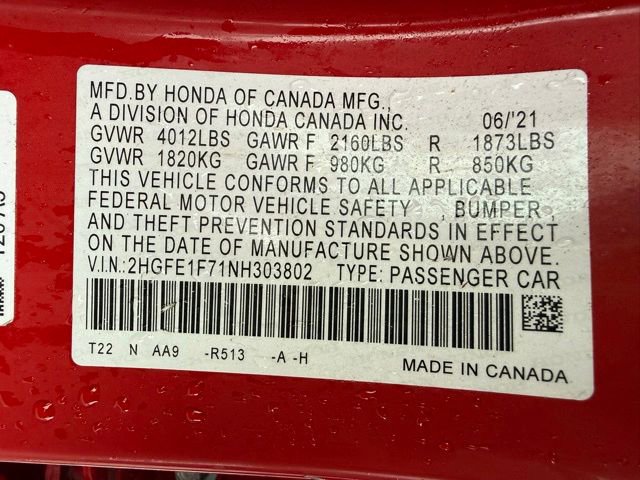 MFD.BY HONDA OF CANADA MFG.,
A DIVISION OF HONDA CANADA INC. 06/'21
GVWR 4012LBS GAWR F 2160LBS R 1873LBS
GVWR 1820KG GAWR F 980KG R 850KG
THIS VEHICLE CONFORMS TO ALL APPLICABLE
FEDERAL MOTOR VEHICLE SAFETY , BUMPER ,
AND THEFT PREVENTION STANDARDS IN EFFECT
ON THE DATE OF MANUFACTURE SHOWN ABOVE.
V.I.N.:2HGFE1F71NH303802 TYPE: PASSENGER CAR
T22 N AA9 -R513 -A -H
MADE IN CANADA